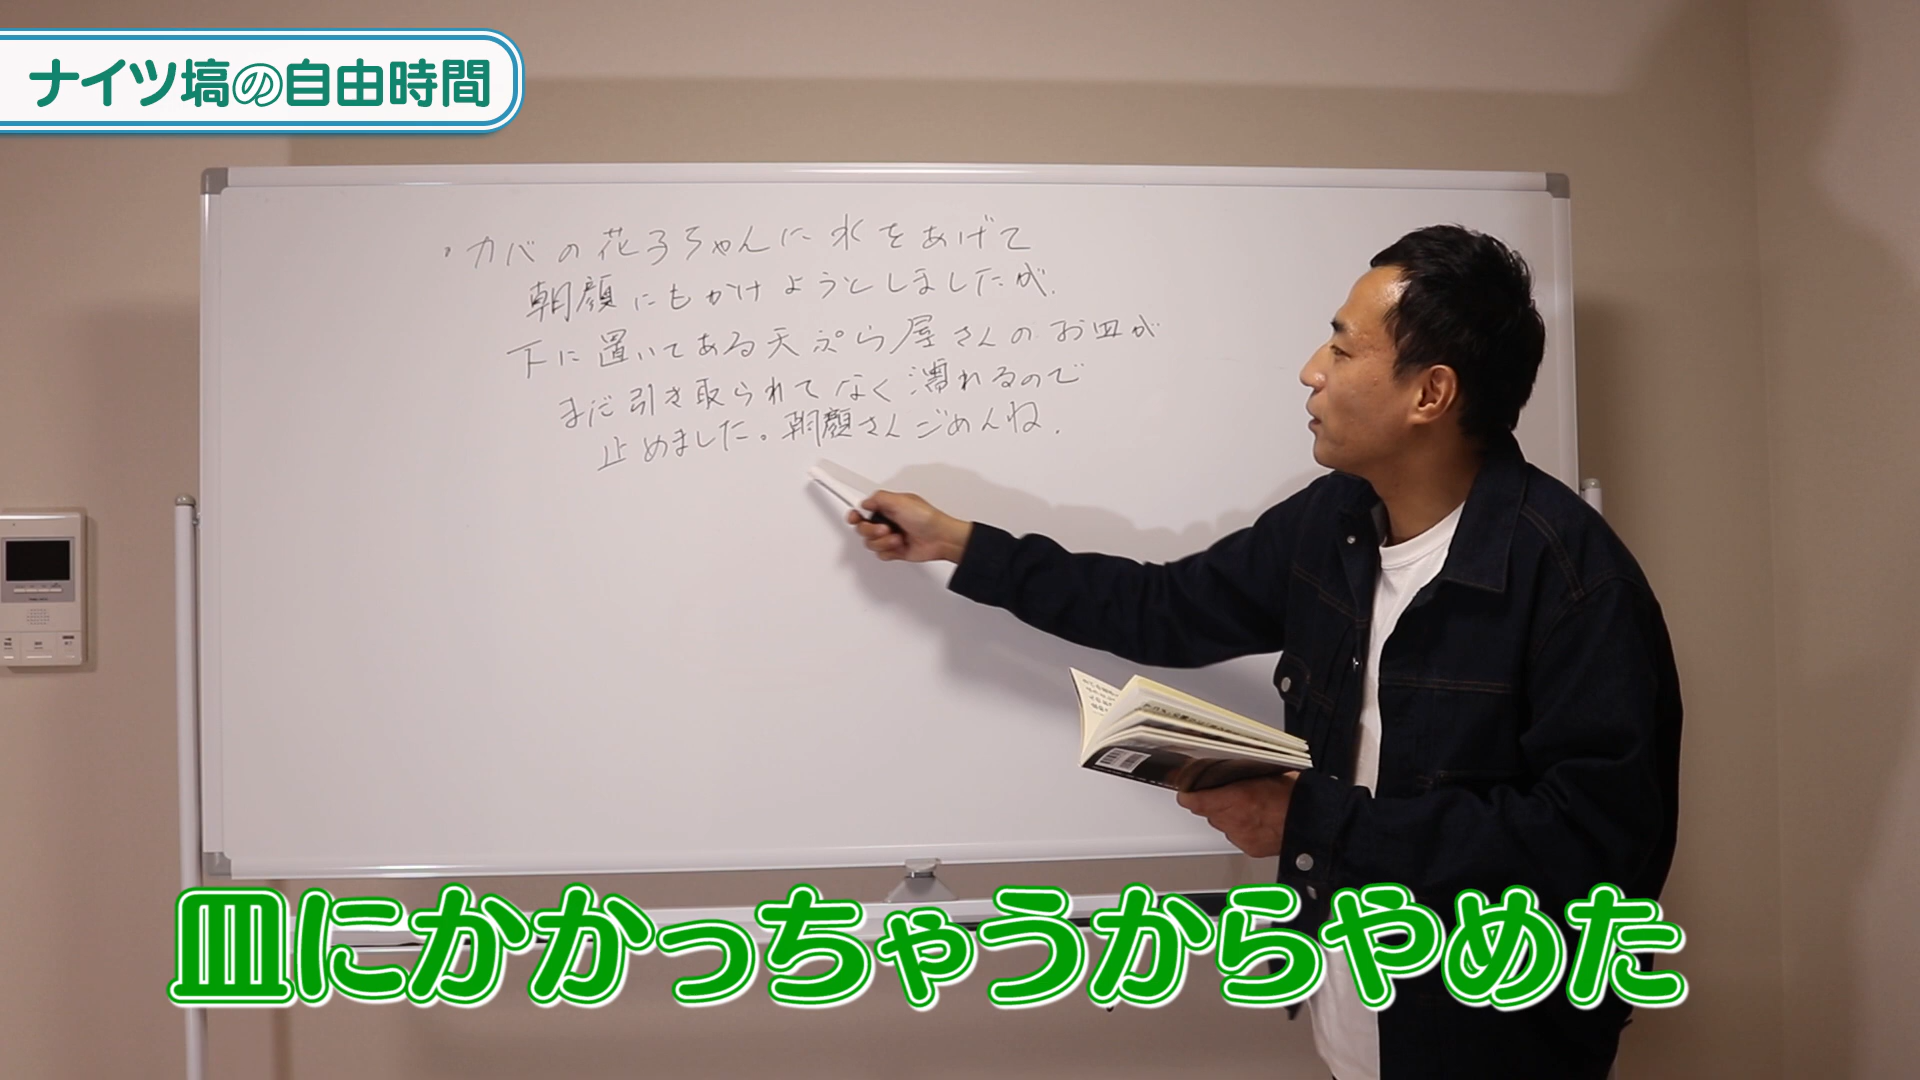 ナイツ塙の自由時間
・カバの花子ちゃんに水をあげて
朝顔にもかけようとしましたが、
下に置いてある天ぷら屋さんのお皿が
まだ引き取られてなく濡れるので
止めました。朝顔さんごめんね.
皿にかかっちゃうからやめた